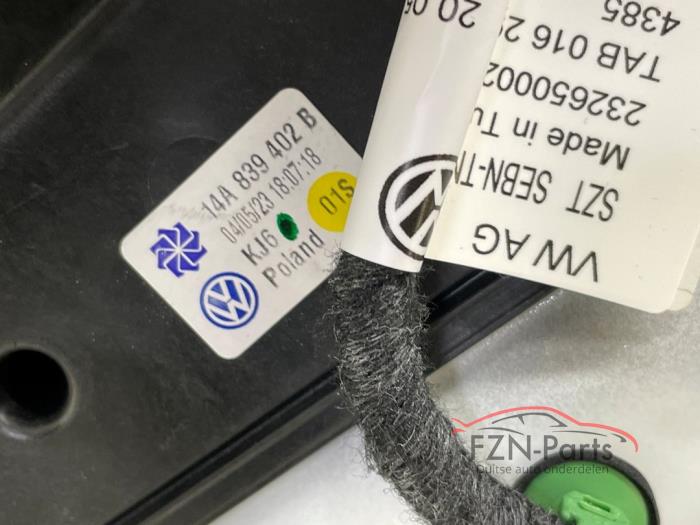 14A 839 402 B
04/05/23 18:07:18
KJ6
01S
Poland
VW AG
SZT SEBN-TN
Made in Tu
232650002
TAB 016 2
4385
20 05
FZN-Parts
Duitse auto onderdelen